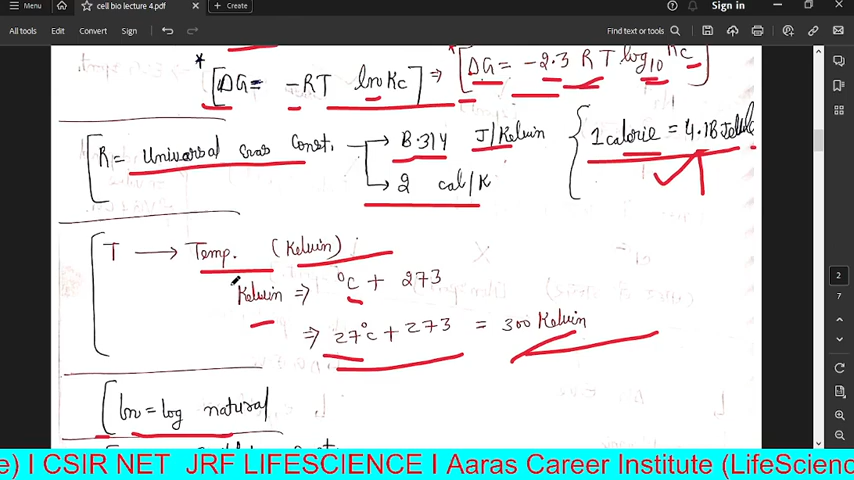 Menu
cell bio lecture 4.pdf
Create
Sign in
All tools
Edit
Convert
Sign
Find text or tools
* [ΔG = -RT ln Kc] ⇒ * [ΔG = -2.3 RT log10 Kc]
[R = Universal Gas Const. → 8.314 J/Kelvin
→ 2 cal/K
{ 1 calorie = 4.18 Joule
[T → Temp. (Kelvin)
Kelvin ⇒ °C + 273
⇒ 27°C + 273 = 300 Kelvin
[ln = log natural
2
7
e) I CSIR NET JRF LIFESCIENCE I Aaras Career Institute (LifeScienc